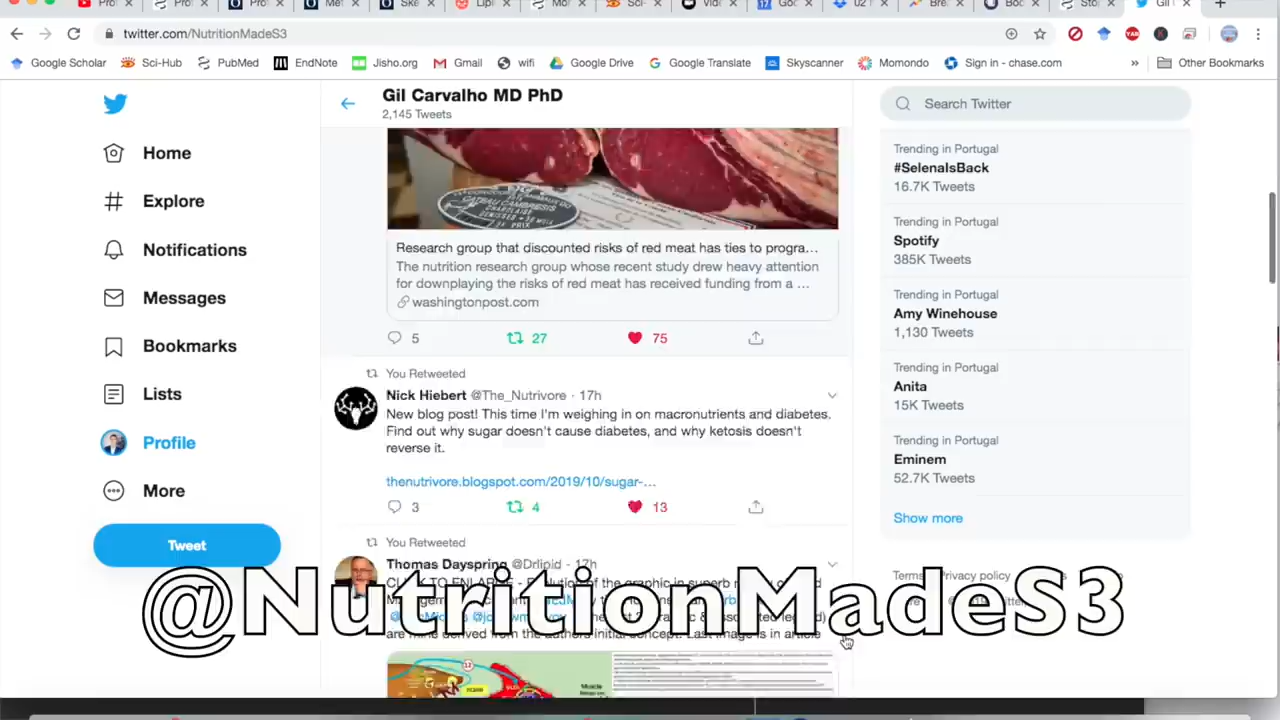 twitter.com/NutritionMadeS3
Google Scholar
Sci-Hub
PubMed
EndNote
Jisho.org
Gmail
wifi
Google Drive
Google Translate
Skyscanner
Momondo
Sign in - chase.com
»
Other Bookmarks
Home
Explore
Notifications
Messages
Bookmarks
Lists
Profile
More
Tweet
Gil Carvalho MD PhD
2,145 Tweets
Research group that discounted risks of red meat has ties to progra...
The nutrition research group whose recent study drew heavy attention
for downplaying the risks of red meat has received funding from a ...
washingtonpost.com
5 27 75
You Retweeted
Nick Hiebert @The_Nutrivore · 17h
New blog post! This time I'm weighing in on macronutrients and diabetes.
Find out why sugar doesn't cause diabetes, and why ketosis doesn't
reverse it.
thenutrivore.blogspot.com/2019/10/sugar-...
3 4 13
You Retweeted
Thomas Dayspring @Drlipid · 17h
Search Twitter
Trending in Portugal
#SelenaIsBack
16.7K Tweets
Trending in Portugal
Spotify
385K Tweets
Trending in Portugal
Amy Winehouse
1,130 Tweets
Trending in Portugal
Anita
15K Tweets
Trending in Portugal
Eminem
52.7K Tweets
Show more
Terms Privacy policy
@NutritionMadeS3